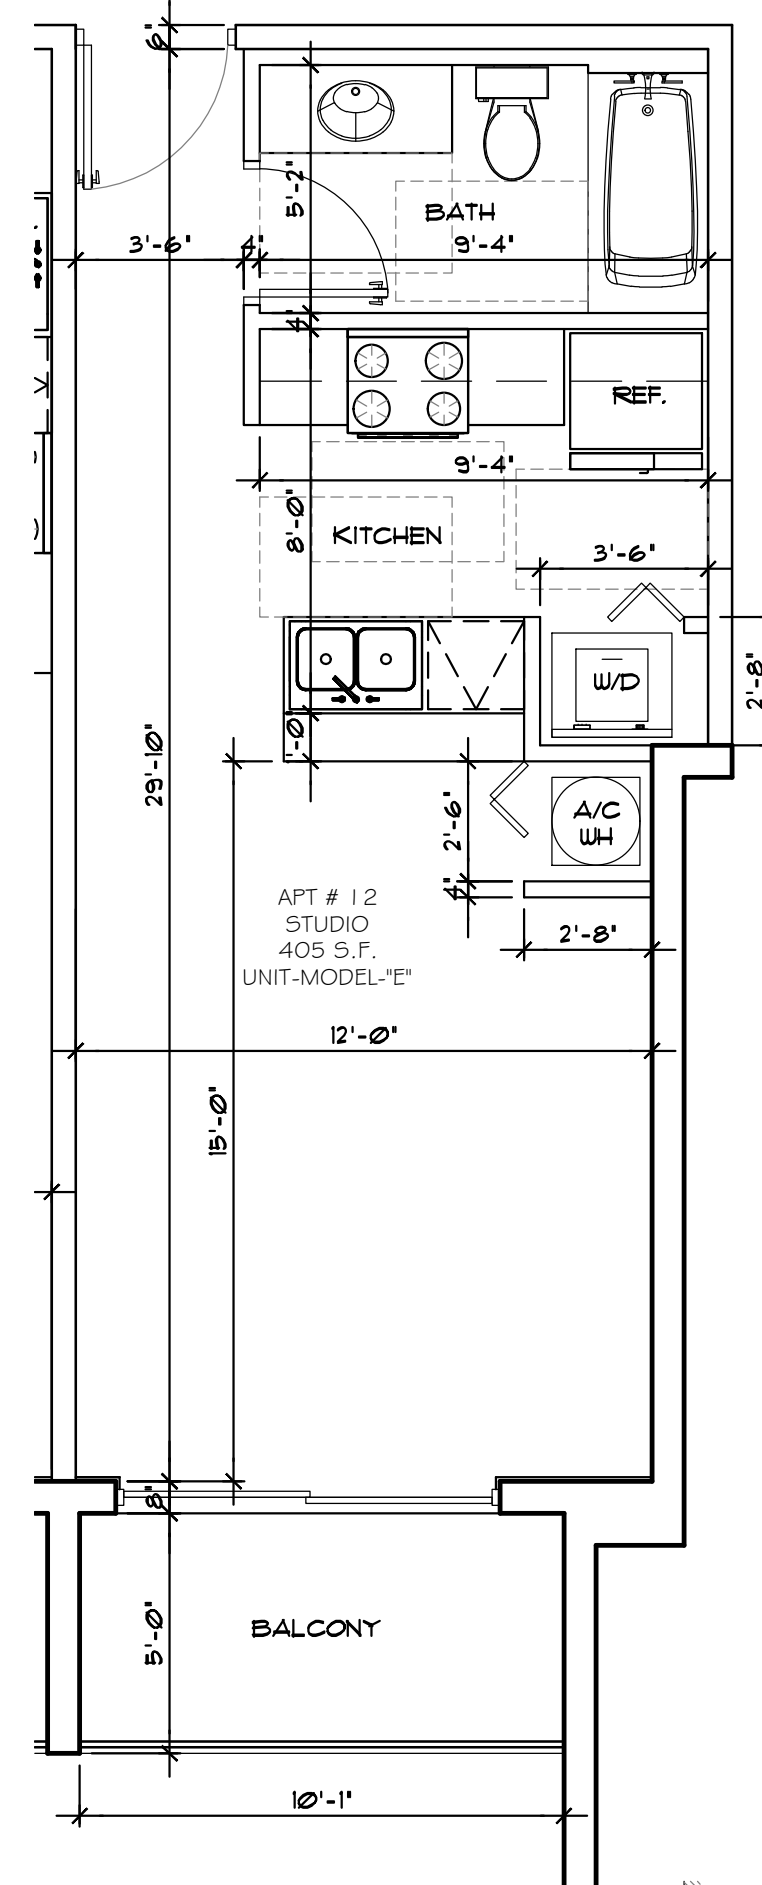 6"
5'-2"
BATH
3'-6"
4"
9'-4"
4"
REF.
9'-4"
8'-0"
KITCHEN
3'-6"
W/D
2'-8"
'-0"
29'-10"
2'-6"
A/C
WH
4"
APT # 12
STUDIO
405 S.F.
UNIT-MODEL-"E"
2'-8"
12'-0"
15'-0"
8"
5'-0"
BALCONY
10'-1"